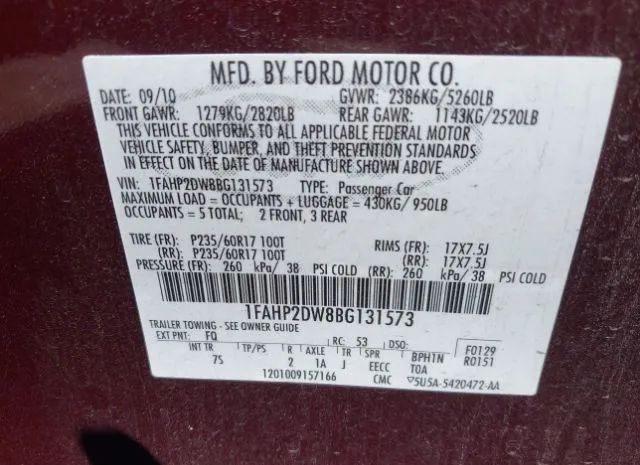 MFD. BY FORD MOTOR CO.
DATE: 09/10 GVWR: 2386KG/5260LB
FRONT GAWR: 1279KG/2820LB REAR GAWR: 1143KG/2520LB
THIS VEHICLE CONFORMS TO ALL APPLICABLE FEDERAL MOTOR
VEHICLE SAFETY, BUMPER, AND THEFT PREVENTION STANDARDS
IN EFFECT ON THE DATE OF MANUFACTURE SHOWN ABOVE.
VIN: 1FAHP2DW8BG131573 TYPE: Passenger Car
MAXIMUM LOAD = OCCUPANTS + LUGGAGE = 430KG/ 950LB
OCCUPANTS = 5 TOTAL; 2 FRONT, 3 REAR
TIRE (FR): P235/60R17 100T RIMS (FR): 17X7.5J
(RR): P235/60R17 100T (RR): 17X7.5J
PRESSURE (FR): 260 kPa/ 38 PSI COLD (RR): 260 kPa/38 PSI COLD
1FAHP2DW8BG131573
TRAILER TOWING - SEE OWNER GUIDE
EXT PNT: FQ RC: 53 DSO: F0129
INT TR TP/PS R AXLE TR SPR BPH1N R0151
75 2 1A J EECC TOA
1201009157166 CMC ▽5U5A-5420472-AA